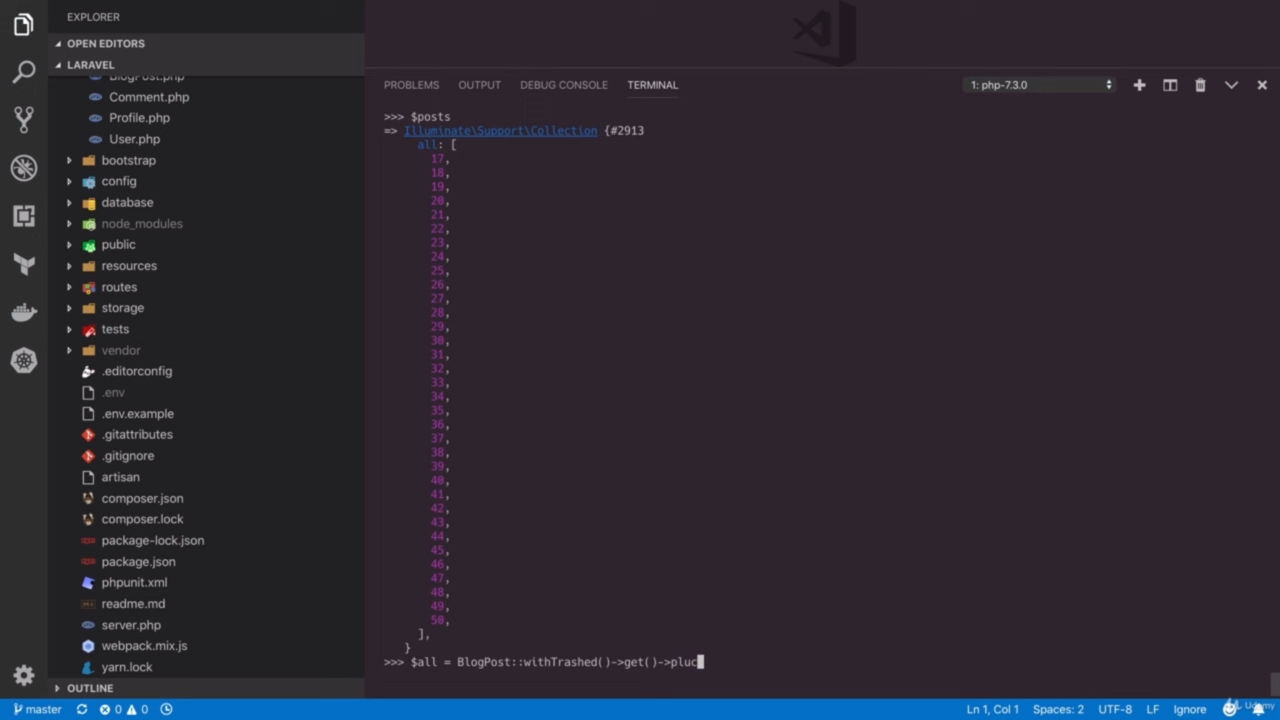 EXPLORER
OPEN EDITORS
LARAVEL
BlogPost.php
Comment.php
Profile.php
User.php
bootstrap
config
database
node_modules
public
resources
routes
storage
tests
vendor
.editorconfig
.env
.env.example
.gitattributes
.gitignore
artisan
composer.json
composer.lock
package-lock.json
package.json
phpunit.xml
readme.md
server.php
webpack.mix.js
yarn.lock
OUTLINE
PROBLEMS OUTPUT DEBUG CONSOLE TERMINAL 1: php-7.3.0
>>> $posts
=> Illuminate\Support\Collection {#2913
all: [
17,
18,
19,
20,
21,
22,
23,
24,
25,
26,
27,
28,
29,
30,
31,
32,
33,
34,
35,
36,
37,
38,
39,
40,
41,
42,
43,
44,
45,
46,
47,
48,
49,
50,
],
}
>>> $all = BlogPost::withTrashed()->get()->pluc
master 0 0 Ln 1, Col 1 Spaces: 2 UTF-8 LF Ignore
Udemy